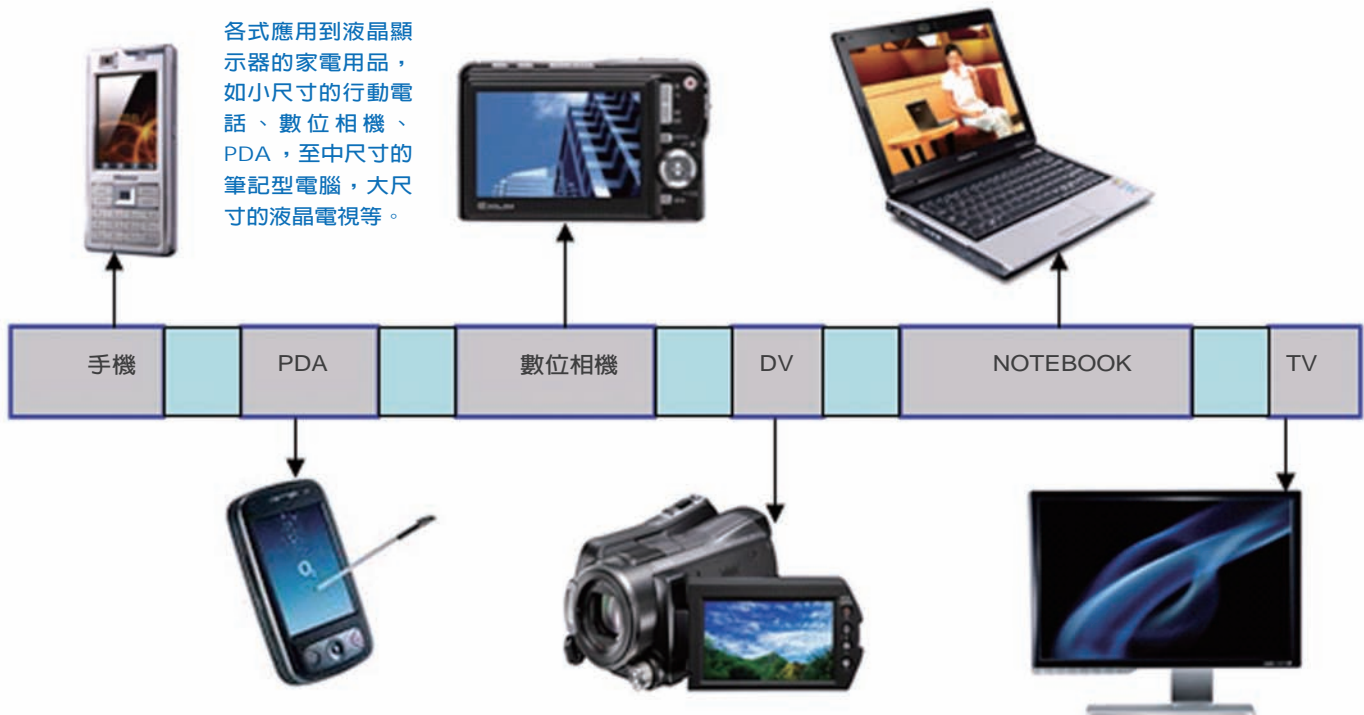 各式應用到液晶顯
示器的家電用品，
如小尺寸的行動電
話、數位相機、
PDA，至中尺寸的
筆記型電腦，大尺
寸的液晶電視等。
手機
PDA
數位相機
DV
NOTEBOOK
TV
O₂